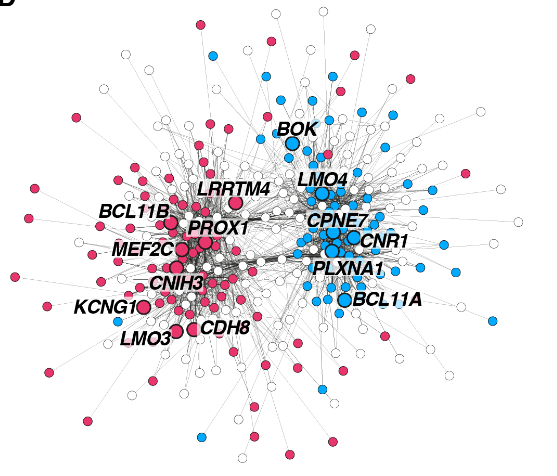 D
BOK
LMO4
LRRTM4
BCL11B
CPNE7
PROX1
CNR1
MEF2C
PLXNA1
CNIH3
BCL11A
KCNG1
CDH8
LMO3